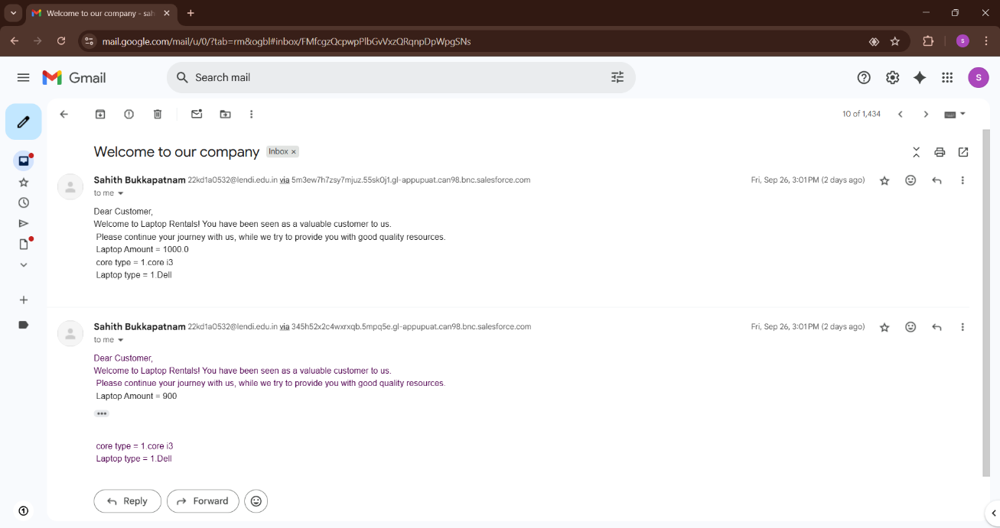 Welcome to our company - sah
mail.google.com/mail/u/0/?tab=rm&ogbl#inbox/FMfcgzQcpwpPlbGvVxzQRqnpDpWpgSNs
S
Gmail
Search mail
S
10 of 1,434
Welcome to our company Inbox ×
Sahith Bukkapatnam 22kd1a0532@lendi.edu.in via 5m3ew7h7zsy7mjuz.55sk0j1.gl-appupuat.can98.bnc.salesforce.com Fri, Sep 26, 3:01 PM (2 days ago)
to me
Dear Customer,
Welcome to Laptop Rentals! You have been seen as a valuable customer to us.
Please continue your journey with us, while we try to provide you with good quality resources.
Laptop Amount = 1000.0
core type = 1.core i3
Laptop type = 1.Dell
Sahith Bukkapatnam 22kd1a0532@lendi.edu.in via 345h52x2c4wxrxqb.5mpq5e.gl-appupuat.can98.bnc.salesforce.com Fri, Sep 26, 3:01 PM (2 days ago)
to me
Dear Customer,
Welcome to Laptop Rentals! You have been seen as a valuable customer to us.
Please continue your journey with us, while we try to provide you with good quality resources.
Laptop Amount = 900
core type = 1.core i3
Laptop type = 1.Dell
Reply Forward
1